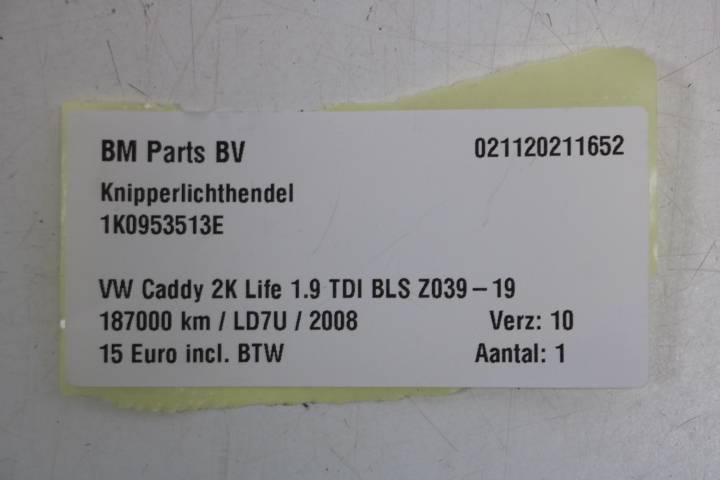 BM Parts BV 021120211652
Knipperlichthendel
1K0953513E
VW Caddy 2K Life 1.9 TDI BLS Z039 – 19
187000 km / LD7U / 2008 Verz: 10
15 Euro incl. BTW Aantal: 1